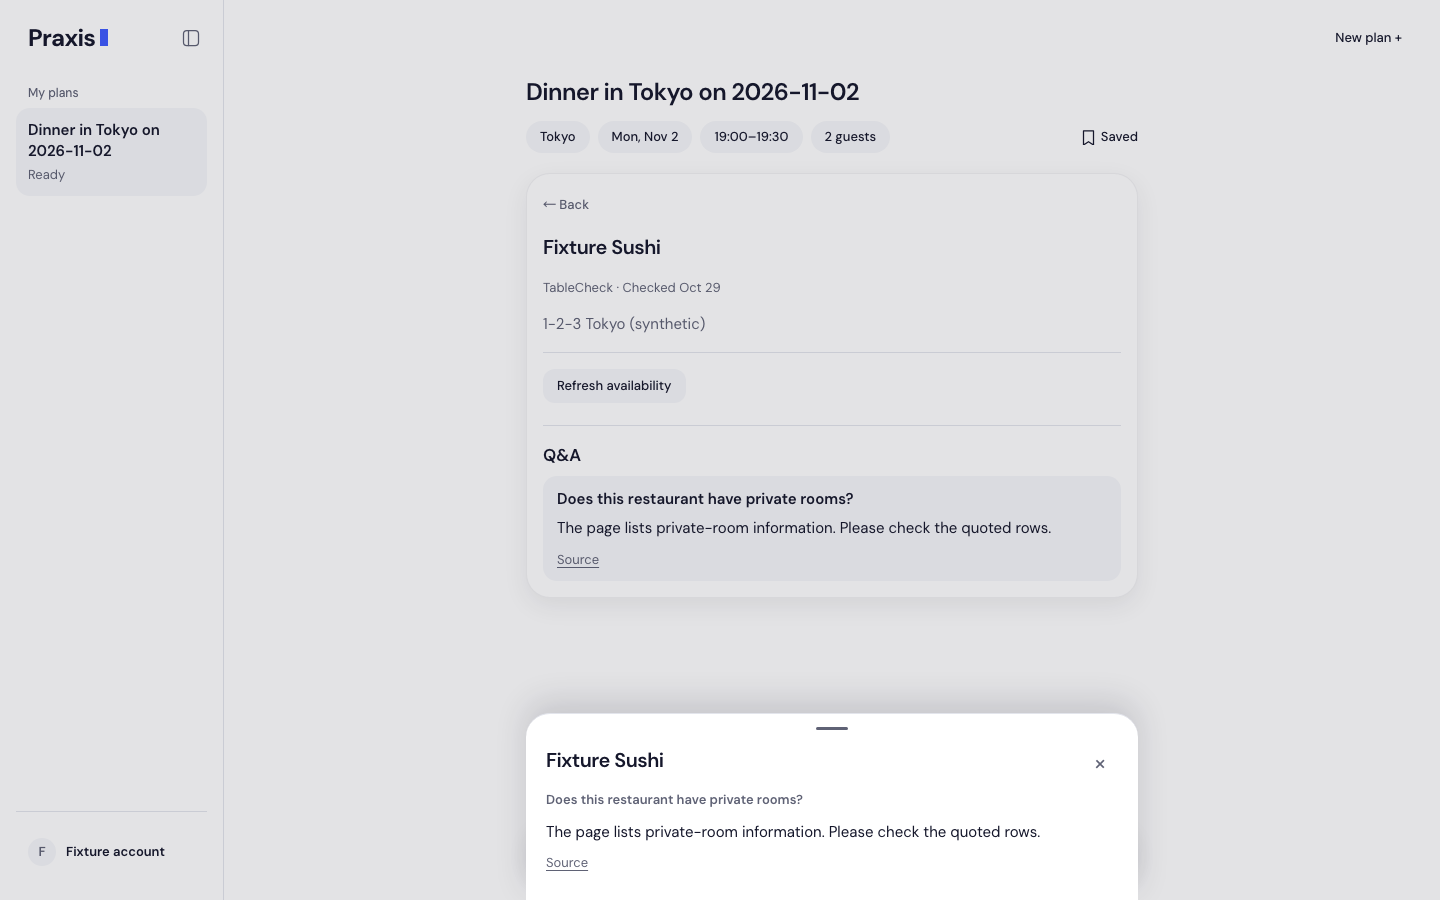 Praxis
New plan +
My plans
Dinner in Tokyo on
2026-11-02
Ready
F
Fixture account
Dinner in Tokyo on 2026-11-02
Tokyo
Mon, Nov 2
19:00–19:30
2 guests
Saved
← Back
Fixture Sushi
TableCheck · Checked Oct 29
1-2-3 Tokyo (synthetic)
Refresh availability
Q&A
Does this restaurant have private rooms?
The page lists private-room information. Please check the quoted rows.
Source
Fixture Sushi
×
Does this restaurant have private rooms?
The page lists private-room information. Please check the quoted rows.
Source